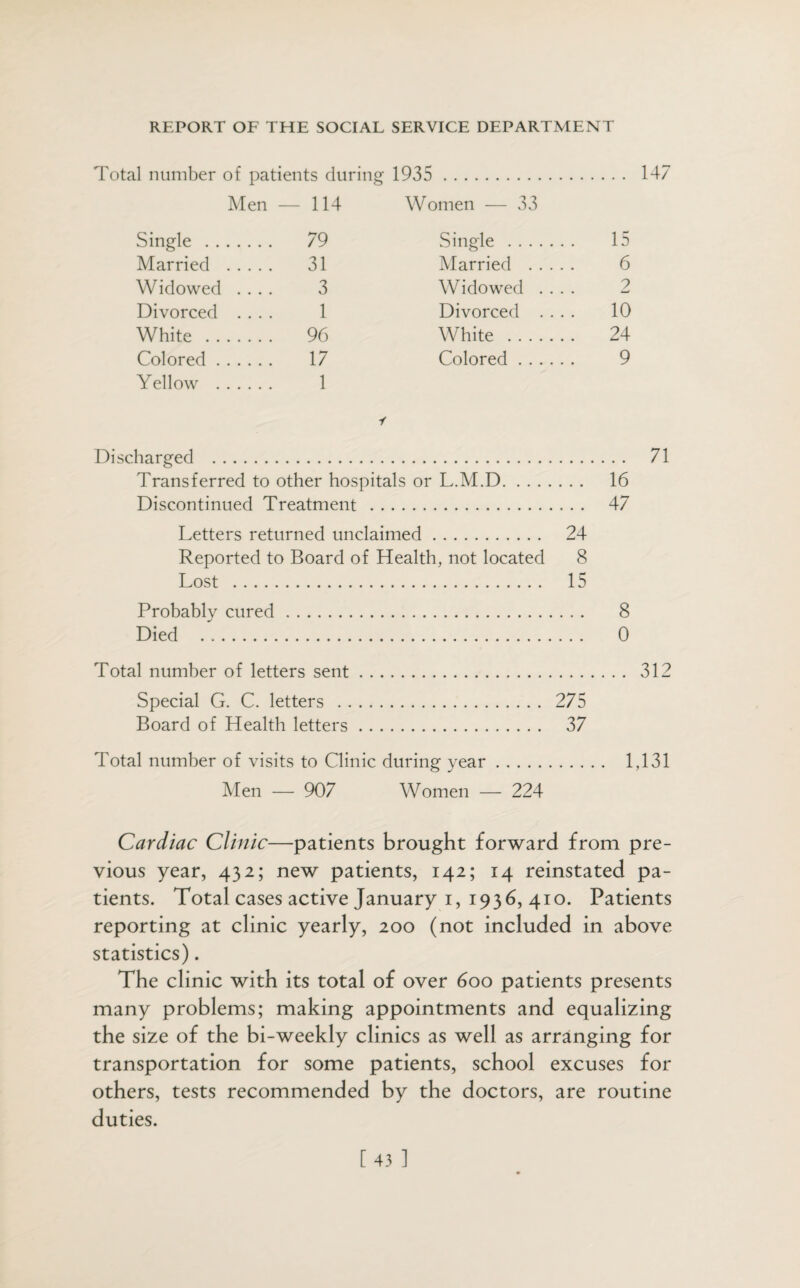 REPORT OF THE SOCIAL SERVICE DEPARTMENT
Total number of patients during 1935 . . . . . . . . . . . . . . . . . . . 147
Men — 114 Women — 33
Single . . . . . . . 79 Single . . . . . . . 15
Married . . . . . 31 Married . . . . . 6
Widowed . . . . 3 Widowed . . . . 2
Divorced . . . . 1 Divorced . . . . 10
White . . . . . . . 96 White . . . . . . . 24
Colored . . . . . . 17 Colored . . . . . . 9
Yellow . . . . . . 1
Discharged . . . . . . . . . . . . . . . . . . . . . . . . . . . . . . . . . . . . . . . 71
Transferred to other hospitals or L.M.D. . . . . . . . 16
Discontinued Treatment . . . . . . . . . . . . . . . . . . . . . 47
Letters returned unclaimed . . . . . . . . . . . 24
Reported to Board of Health, not located 8
Lost . . . . . . . . . . . . . . . . . . . . . . . . . . . . . . 15
Probably cured . . . . . . . . . . . . . . . . . . . . . . . . . . . . . 8
Died . . . . . . . . . . . . . . . . . . . . . . . . . . . . . . . . . . . . . 0
Total number of letters sent . . . . . . . . . . . . . . . . . . . . . . . . . . 312
Special G. C. letters . . . . . . . . . . . . . . . . . . . . 275
Board of Health letters . . . . . . . . . . . . . . . . . . 37
Total number of visits to Clinic during year . . . . . . . . . . . 1,131
Men — 907 Women — 224
Cardiac Clinic—patients brought forward from pre-
vious year, 432; new patients, 142; 14 reinstated pa-
tients. Total cases active January 1, 1936, 410. Patients
reporting at clinic yearly, 200 (not included in above
statistics).
The clinic with its total of over 600 patients presents
many problems; making appointments and equalizing
the size of the bi-weekly clinics as well as arranging for
transportation for some patients, school excuses for
others, tests recommended by the doctors, are routine
duties.
[ 43 ]